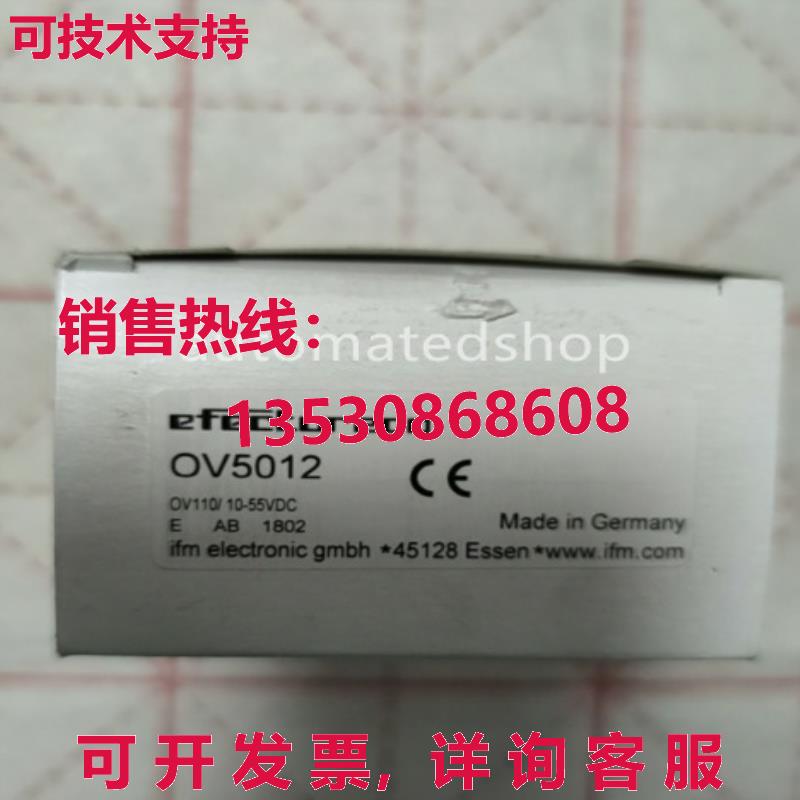 可技术支持
销售热线：
automatedshop
13530868608
efector
OV5012
CE
OV110/ 10-55VDC
E AB 1802
Made in Germany
ifm electronic gmbh *45128 Essen *www.ifm.com
可开发票, 详询客服